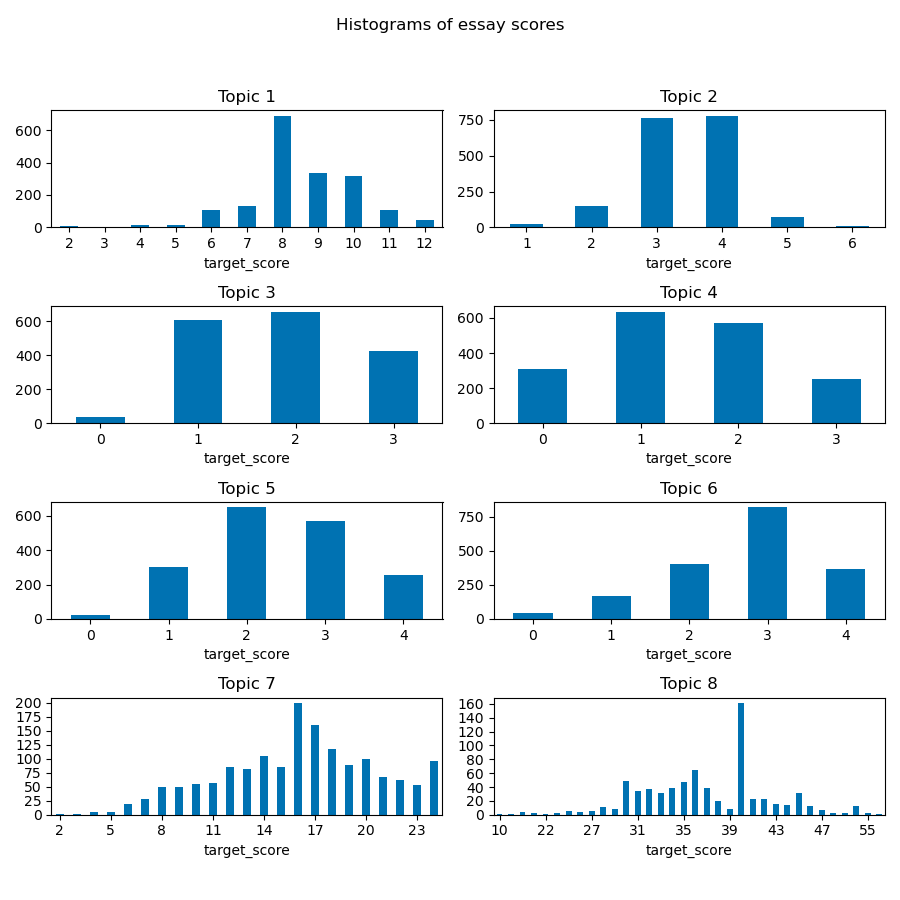 Histograms of essay scores
Topic 1
600
400
200
0
2 3 4 5 6 7 8 9 10 11 12
target_score
Topic 2
750
500
250
0
1 2 3 4 5 6
target_score
Topic 3
600
400
200
0
0 1 2 3
target_score
Topic 4
600
400
200
0
0 1 2 3
target_score
Topic 5
600
400
200
0
0 1 2 3 4
target_score
Topic 6
750
500
250
0
0 1 2 3 4
target_score
Topic 7
200
175
150
125
100
75
50
25
0
2 5 8 11 14 17 20 23
target_score
Topic 8
160
140
120
100
80
60
40
20
0
10 22 27 31 35 39 43 47 55
target_score